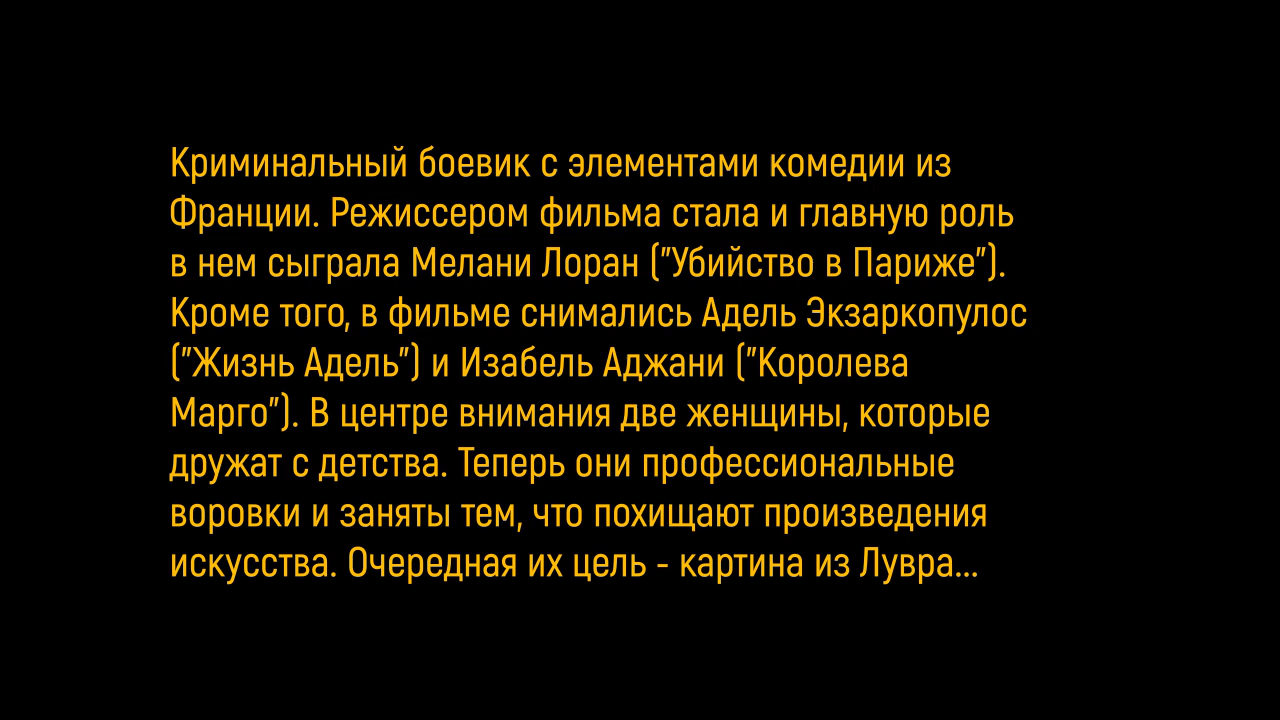 Криминальный боевик с элементами комедии из
Франции. Режиссером фильма стала и главную роль
в нем сыграла Мелани Лоран ("Убийство в Париже").
Кроме того, в фильме снимались Адель Экзаркопулос
("Жизнь Адель") и Изабель Аджани ("Королева
Марго"). В центре внимания две женщины, которые
дружат с детства. Теперь они профессиональные
воровки и заняты тем, что похищают произведения
искусства. Очередная их цель - картина из Лувра...